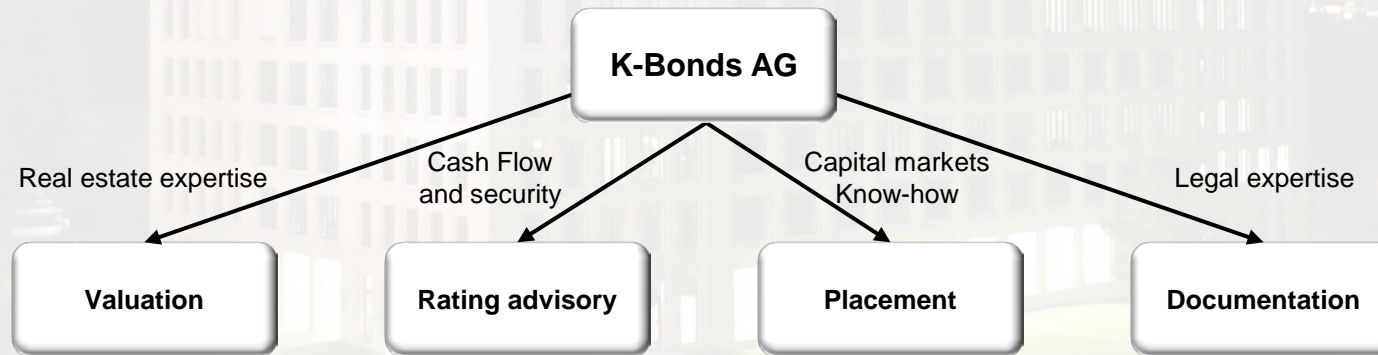 K-Bonds AG
Real estate expertise
Cash Flow
and security
Capital markets
Know-how
Legal expertise
Valuation
Rating advisory
Placement
Documentation